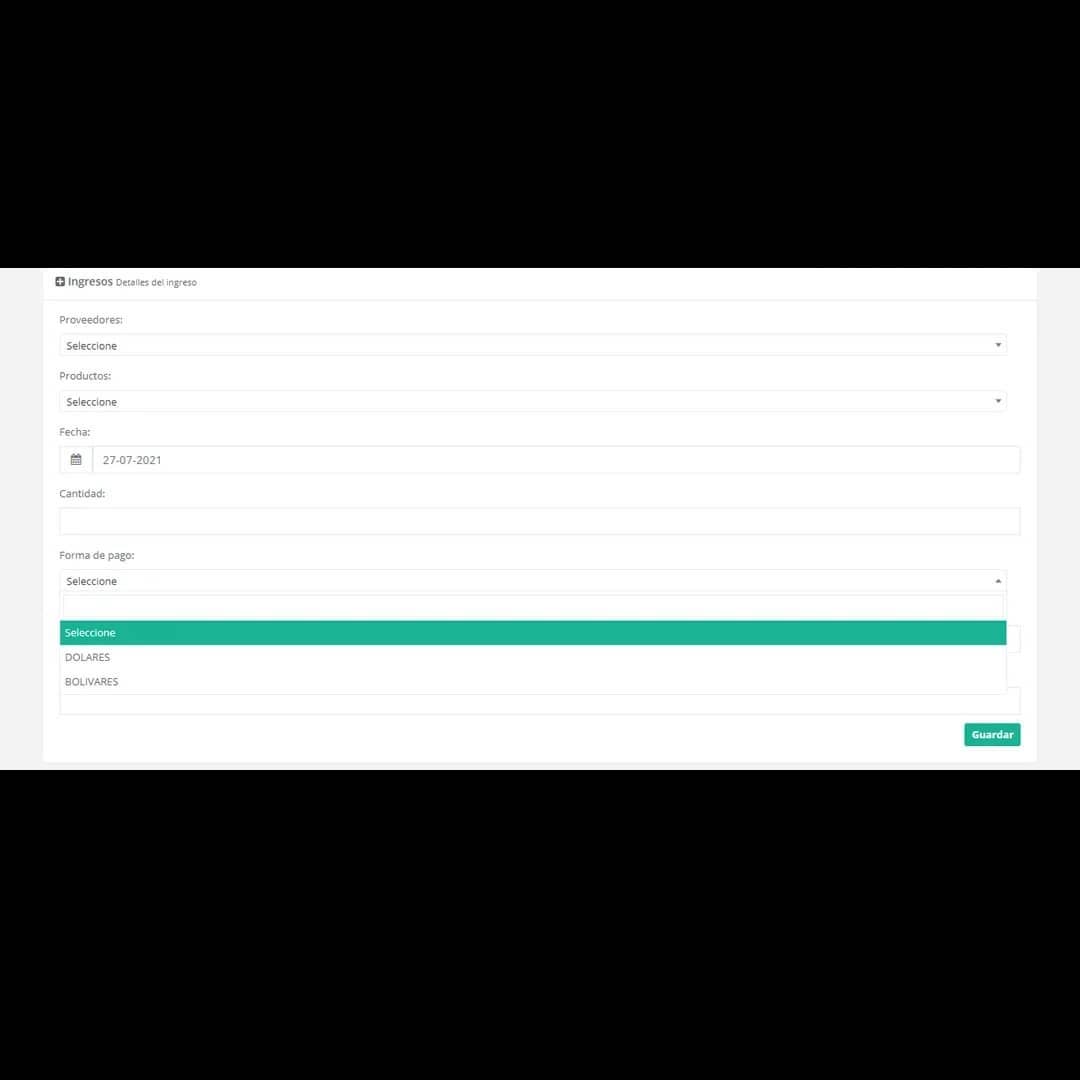 Ingresos Detalles del ingreso
Proveedores:
Seleccione
Productos:
Seleccione
Fecha:
27-07-2021
Cantidad:
Forma de pago:
Seleccione
Seleccione
DOLARES
BOLIVARES
Guardar